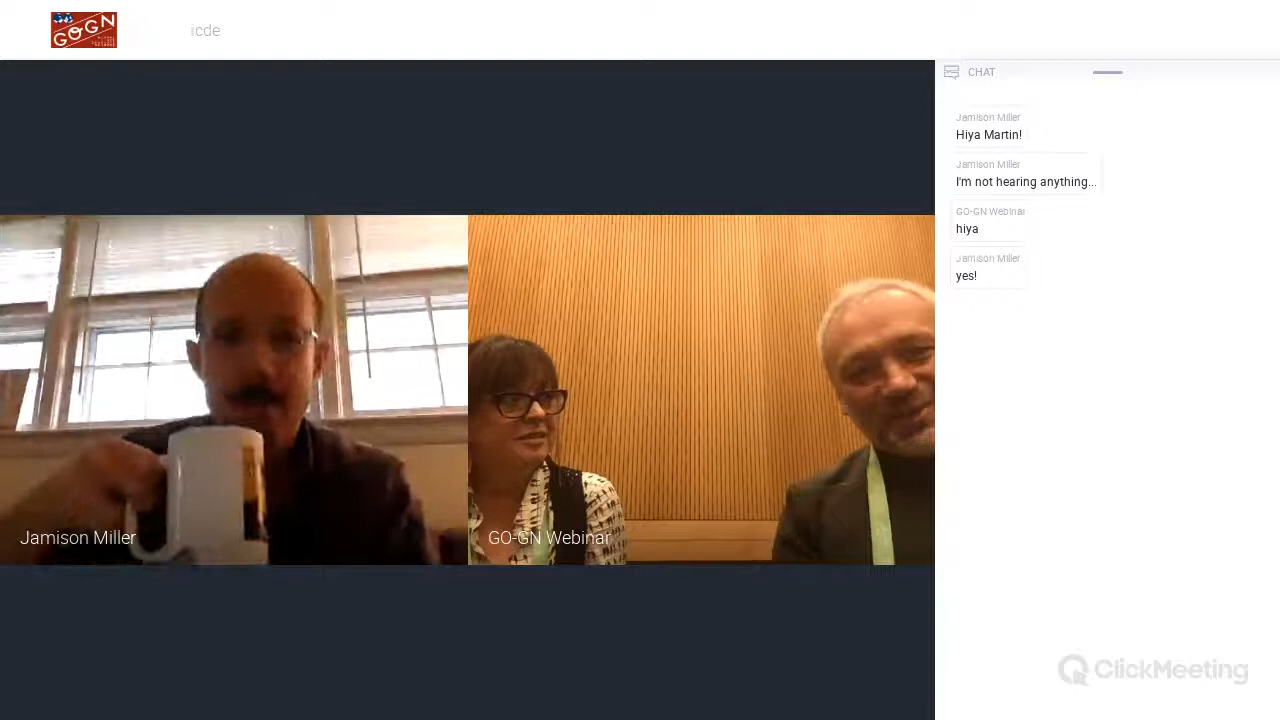 GO-GN
icde
CHAT
Jamison Miller
Hiya Martin!
Jamison Miller
I'm not hearing anything...
GO-GN Webinar
hiya
Jamison Miller
yes!
Jamison Miller
GO-GN Webinar
ClickMeeting